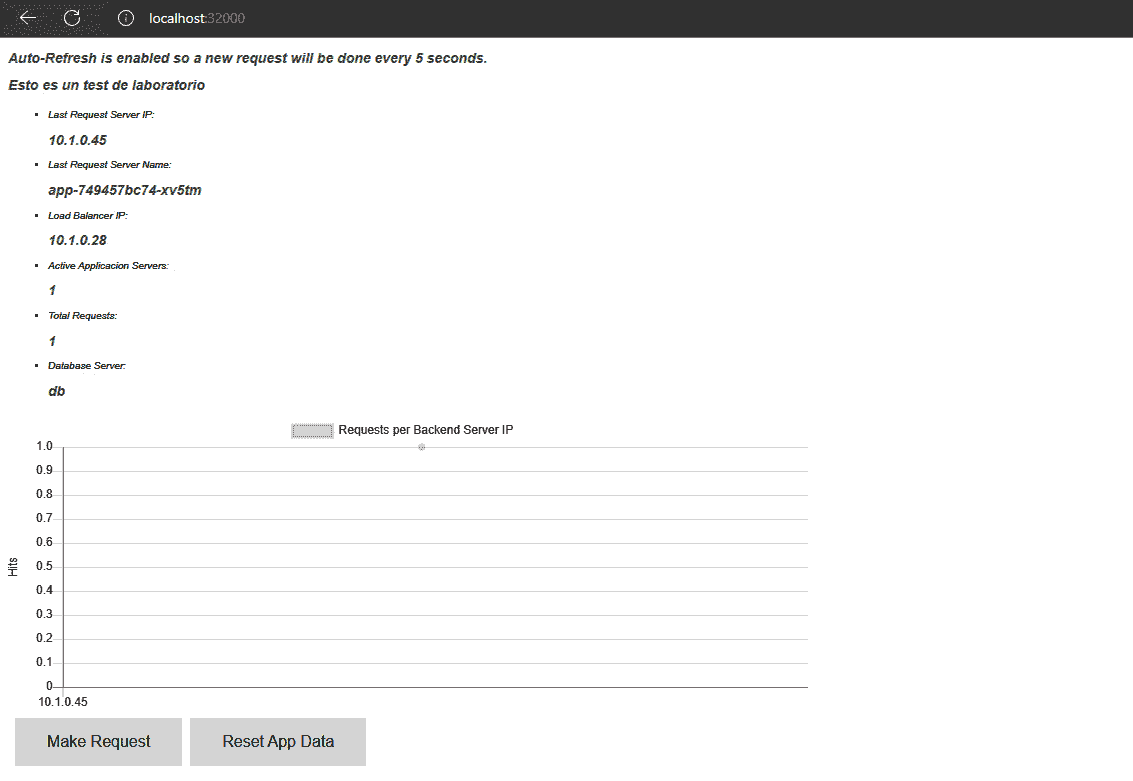 localhost:32000
Auto-Refresh is enabled so a new request will be done every 5 seconds.
Esto es un test de laboratorio
Last Request Server IP:
10.1.0.45
Last Request Server Name:
app-749457bc74-xv5tm
Load Balancer IP:
10.1.0.28
Active Applicacion Servers:
1
Total Requests:
1
Database Server:
db
Requests per Backend Server IP
1.0
0.9
0.8
0.7
0.6
0.5
Hits
0.4
0.3
0.2
0.1
0
10.1.0.45
Make Request Reset App Data